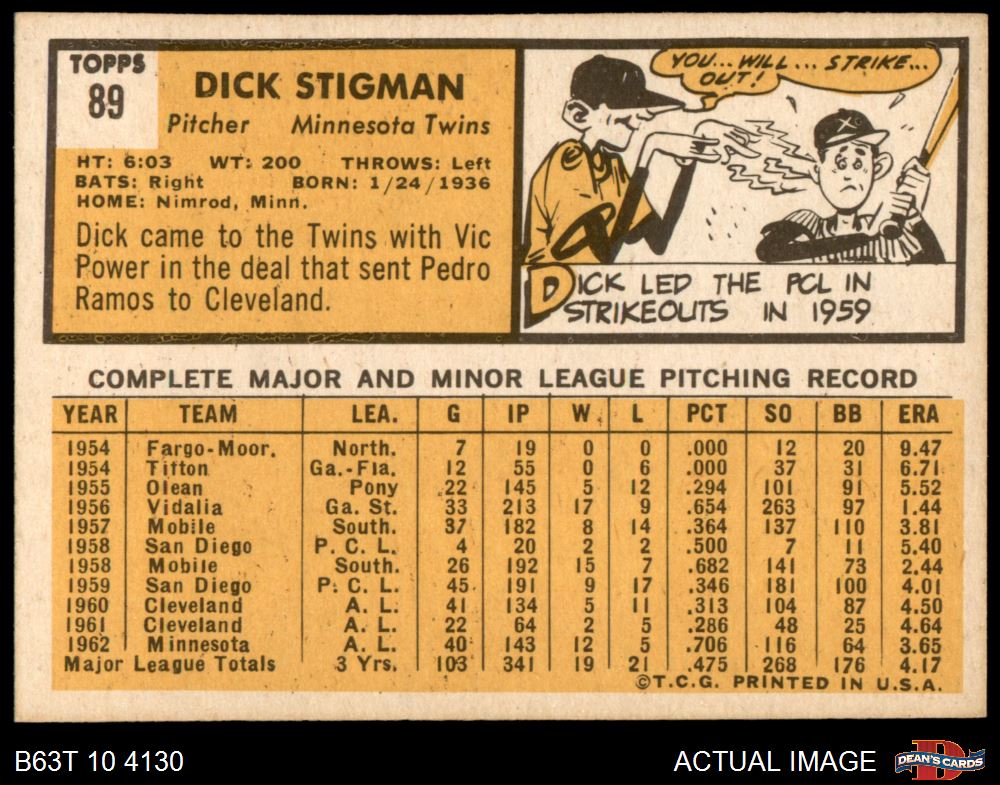 TOPPS
89
DICK STIGMAN
Pitcher Minnesota Twins
HT: 6:03 WT: 200 THROWS: Left
BATS: Right BORN: 1/24/1936
HOME: Nimrod, Minn.
Dick came to the Twins with Vic
Power in the deal that sent Pedro
Ramos to Cleveland.
YOU... WILL... STRIKE...
OUT!
X
DICK LED THE PCL IN
STRIKEOUTS IN 1959
COMPLETE MAJOR AND MINOR LEAGUE PITCHING RECORD
YEAR TEAM LEA. G IP W L PCT SO BB ERA
1954 Fargo-Moor. North. 7 19 0 0 .000 12 20 9.47
1954 Tifton Ga.-Fla. 12 55 0 6 .000 37 31 6.71
1955 Olean Pony 22 145 5 12 .294 101 91 5.52
1956 Vidalia Ga. St. 33 213 17 9 .654 263 97 1.44
1957 Mobile South. 37 182 8 14 .364 137 110 3.81
1958 San Diego P. C. L. 4 20 2 2 .500 7 11 5.40
1958 Mobile South. 26 192 15 7 .682 141 73 2.44
1959 San Diego P. C. L. 45 191 9 17 .346 181 100 4.01
1960 Cleveland A. L. 41 134 5 11 .313 104 87 4.50
1961 Cleveland A. L. 22 64 2 5 .286 48 25 4.64
1962 Minnesota A. L. 40 143 12 5 .706 116 64 3.65
Major League Totals 3 Yrs. 103 341 19 21 .475 268 176 4.17
©T.C.G. PRINTED IN U.S.A.
B63T 10 4130 ACTUAL IMAGE
D
DEAN'S CARDS